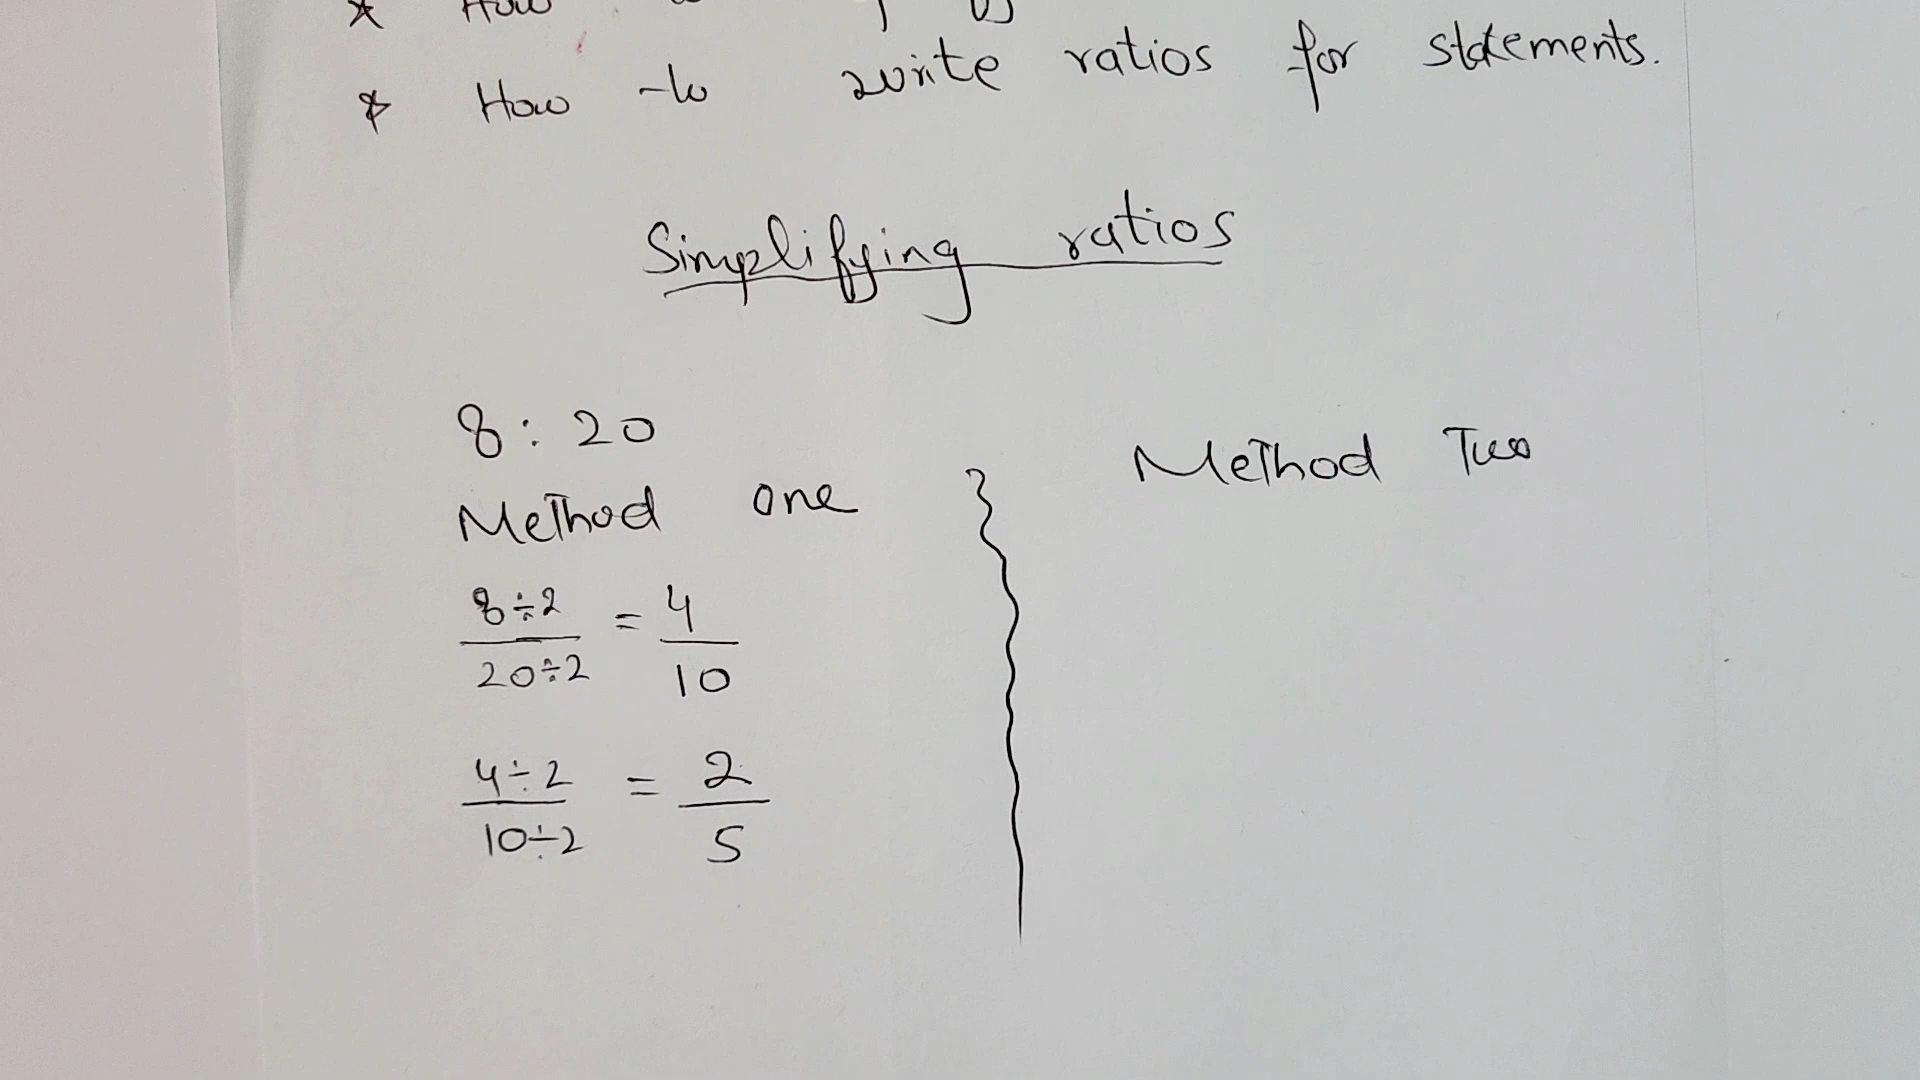 * How
* How to write ratios for statements.
Simplifying ratios
8 : 20
Method one
8÷2 = 4
20÷2 10
4÷2 = 2
10÷2 5
Method Two